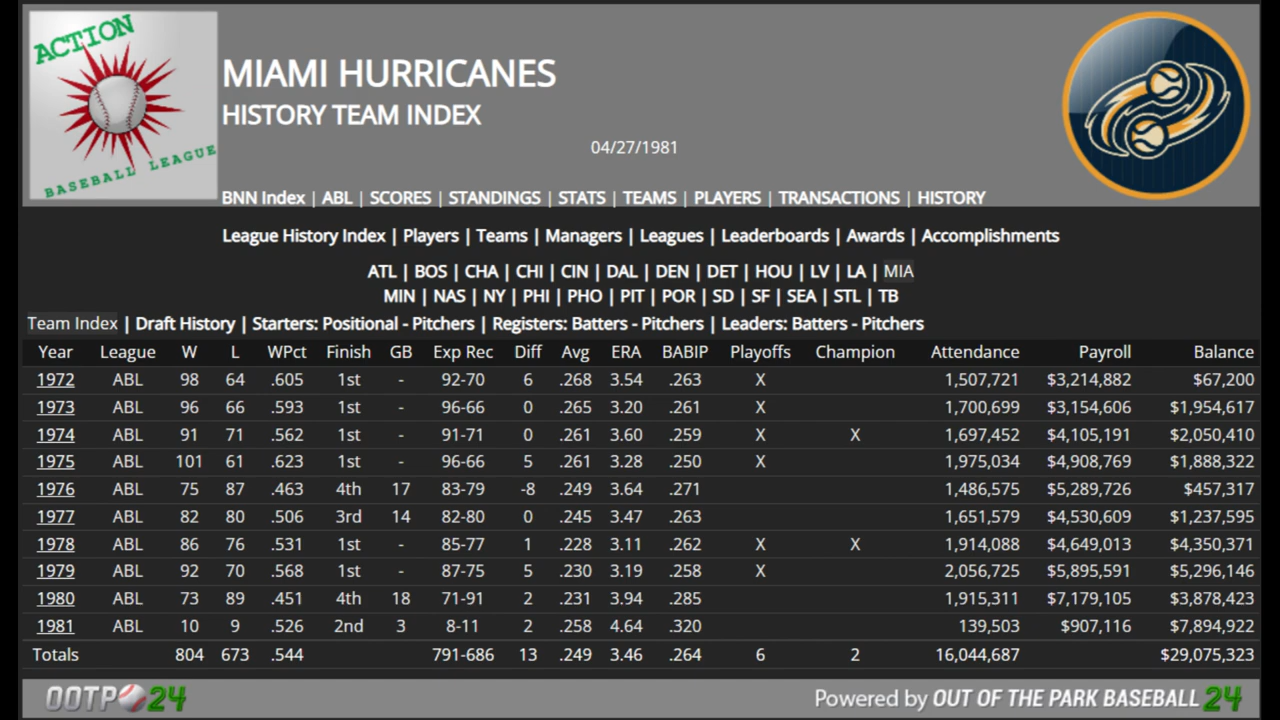 ACTION
BASEBALL LEAGUE
MIAMI HURRICANES
HISTORY TEAM INDEX
04/27/1981
BNN Index | ABL | SCORES | STANDINGS | STATS | TEAMS | PLAYERS | TRANSACTIONS | HISTORY
League History Index | Players | Teams | Managers | Leagues | Leaderboards | Awards | Accomplishments
ATL | BOS | CHA | CHI | CIN | DAL | DEN | DET | HOU | LV | LA | MIA
MIN | NAS | NY | PHI | PHO | PIT | POR | SD | SF | SEA | STL | TB
Team Index | Draft History | Starters: Positional - Pitchers | Registers: Batters - Pitchers | Leaders: Batters - Pitchers
Year League W L WPct Finish GB Exp Rec Diff Avg ERA BABIP Playoffs Champion Attendance Payroll Balance
1972 ABL 98 64 .605 1st - 92-70 6 .268 3.54 .263 X 1,507,721 $3,214,882 $67,200
1973 ABL 96 66 .593 1st - 96-66 0 .265 3.20 .261 X 1,700,699 $3,154,606 $1,954,617
1974 ABL 91 71 .562 1st - 91-71 0 .261 3.60 .259 X X 1,697,452 $4,105,191 $2,050,410
1975 ABL 101 61 .623 1st - 96-66 5 .261 3.28 .250 X 1,975,034 $4,908,769 $1,888,322
1976 ABL 75 87 .463 4th 17 83-79 -8 .249 3.64 .271 1,486,575 $5,289,726 $457,317
1977 ABL 82 80 .506 3rd 14 82-80 0 .245 3.47 .263 1,651,579 $4,530,609 $1,237,595
1978 ABL 86 76 .531 1st - 85-77 1 .228 3.11 .262 X X 1,914,088 $4,649,013 $4,350,371
1979 ABL 92 70 .568 1st - 87-75 5 .230 3.19 .258 X 2,056,725 $5,895,591 $5,296,146
1980 ABL 73 89 .451 4th 18 71-91 2 .231 3.94 .285 1,915,311 $7,179,105 $3,878,423
1981 ABL 10 9 .526 2nd 3 8-11 2 .258 4.64 .320 139,503 $907,116 $7,894,922
Totals 804 673 .544 791-686 13 .249 3.46 .264 6 2 16,044,687 $29,075,323
OOTP 24 Powered by OUT OF THE PARK BASEBALL 24